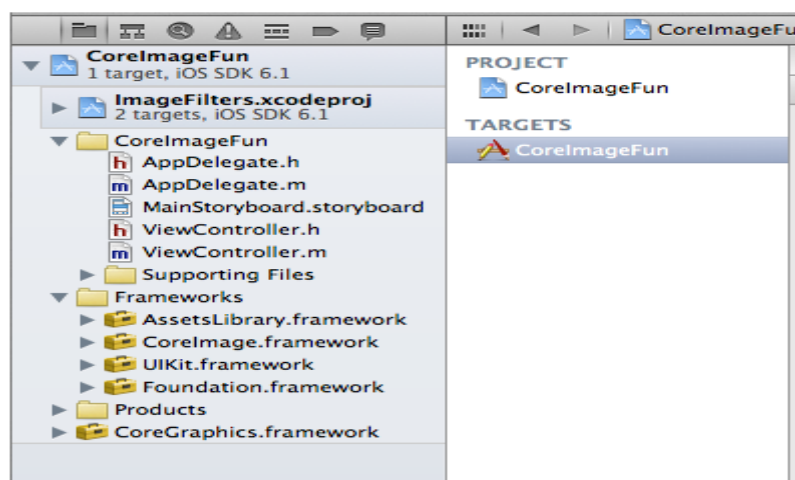 CoreImageFun
1 target, iOS SDK 6.1
ImageFilters.xcodeproj
2 targets, iOS SDK 6.1
CoreImageFun
h AppDelegate.h
m AppDelegate.m
MainStoryboard.storyboard
h ViewController.h
m ViewController.m
Supporting Files
Frameworks
AssetsLibrary.framework
CoreImage.framework
UIKit.framework
Foundation.framework
Products
CoreGraphics.framework
CoreImageFu
PROJECT
CoreImageFun
TARGETS
CoreImageFun